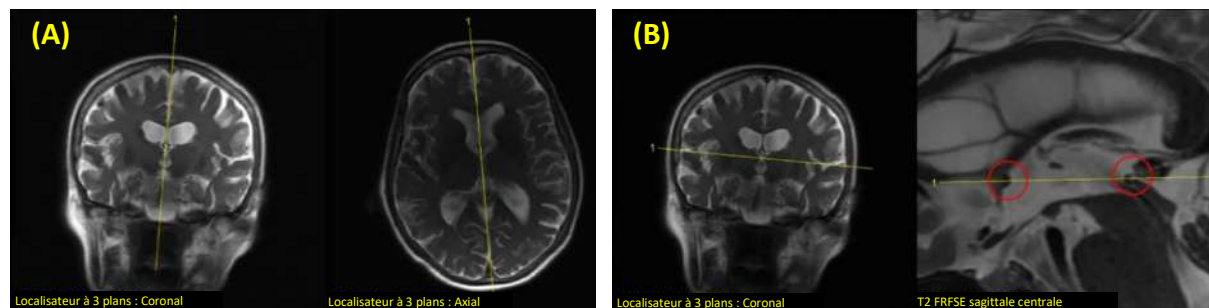 (A)
1
1
Localisateur à 3 plans : Coronal
Localisateur à 3 plans : Axial
(B)
1
1
Localisateur à 3 plans : Coronal
T2 FRFSE sagittale centrale